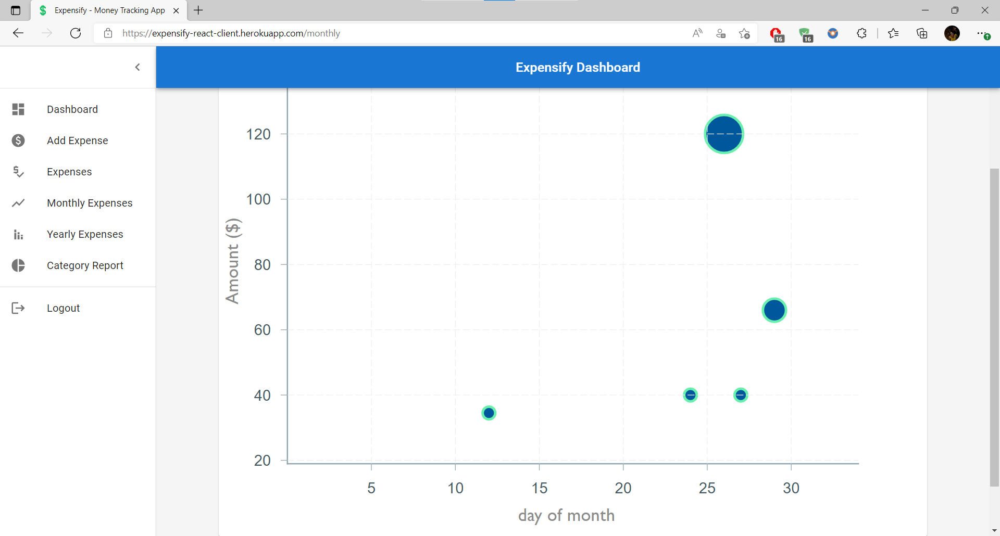 Expensify - Money Tracking App
https://expensify-react-client.herokuapp.com/monthly
16
16
Expensify Dashboard
Dashboard
Add Expense
Expenses
Monthly Expenses
Yearly Expenses
Category Report
Logout
Amount ($)
120
100
80
60
40
20
5 10 15 20 25 30
day of month